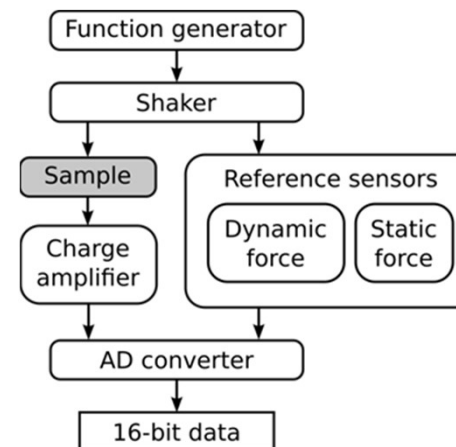 Function generator
Shaker
Sample
Reference sensors
Charge
amplifier
Dynamic
force
Static
force
AD converter
16-bit data